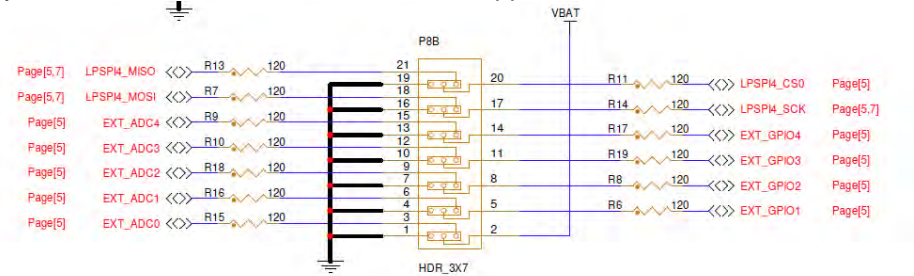 VBAT
P8B
Page[5,7] LPSPI4_MISO R13 120 21
19 20 R11 120 LPSPI4_CS0 Page[5]
Page[5,7] LPSPI4_MOSI R7 120 18
16 17 R14 120 LPSPI4_SCK Page[5,7]
Page[5] EXT_ADC4 R9 120 15
13 14 R17 120 EXT_GPIO4 Page[5]
Page[5] EXT_ADC3 R10 120 12
10 11 R19 120 EXT_GPIO3 Page[5]
Page[5] EXT_ADC2 R18 120 9
7 8 R8 120 EXT_GPIO2 Page[5]
Page[5] EXT_ADC1 R16 120 6
4 5 R6 120 EXT_GPIO1 Page[5]
Page[5] EXT_ADC0 R15 120 3
1 2
HDR_3X7